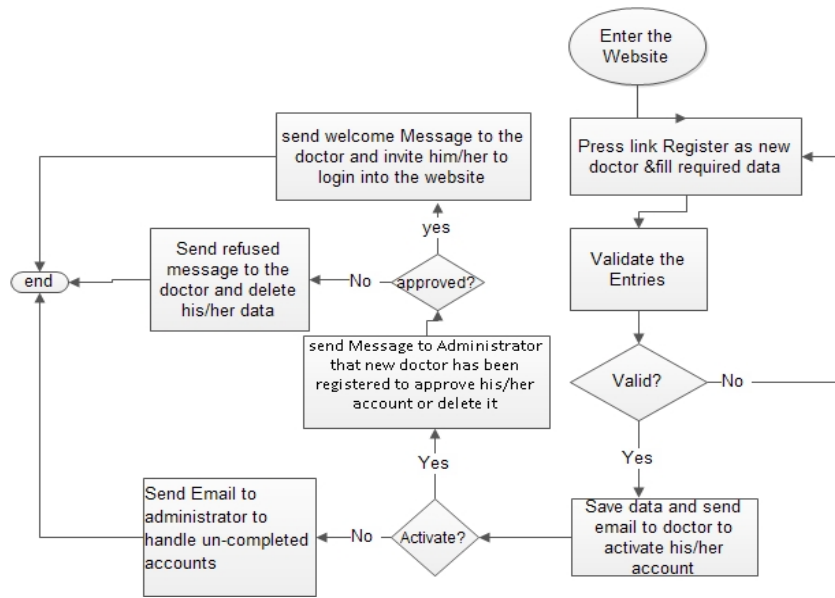 Enter the
Website
Press link Register as new
doctor &fill required data
Validate the
Entries
Valid?
No
Yes
Save data and send
email to doctor to
activate his/her
account
Activate?
No
Send Email to
administrator to
handle un-completed
accounts
Yes
send Message to Administrator
that new doctor has been
registered to approve his/her
account or delete it
approved?
No
Send refused
message to the
doctor and delete
his/her data
yes
send welcome Message to the
doctor and invite him/her to
login into the website
end